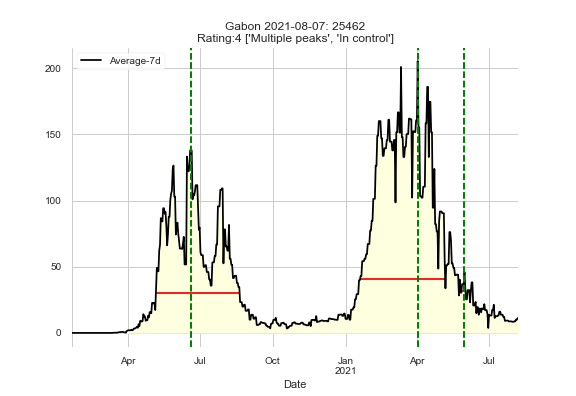 Gabon 2021-08-07: 25462
Rating:4 ['Multiple peaks', 'In control']
Average-7d
200
150
100
50
0
Apr Jul Oct Jan Apr Jul
2021
Date